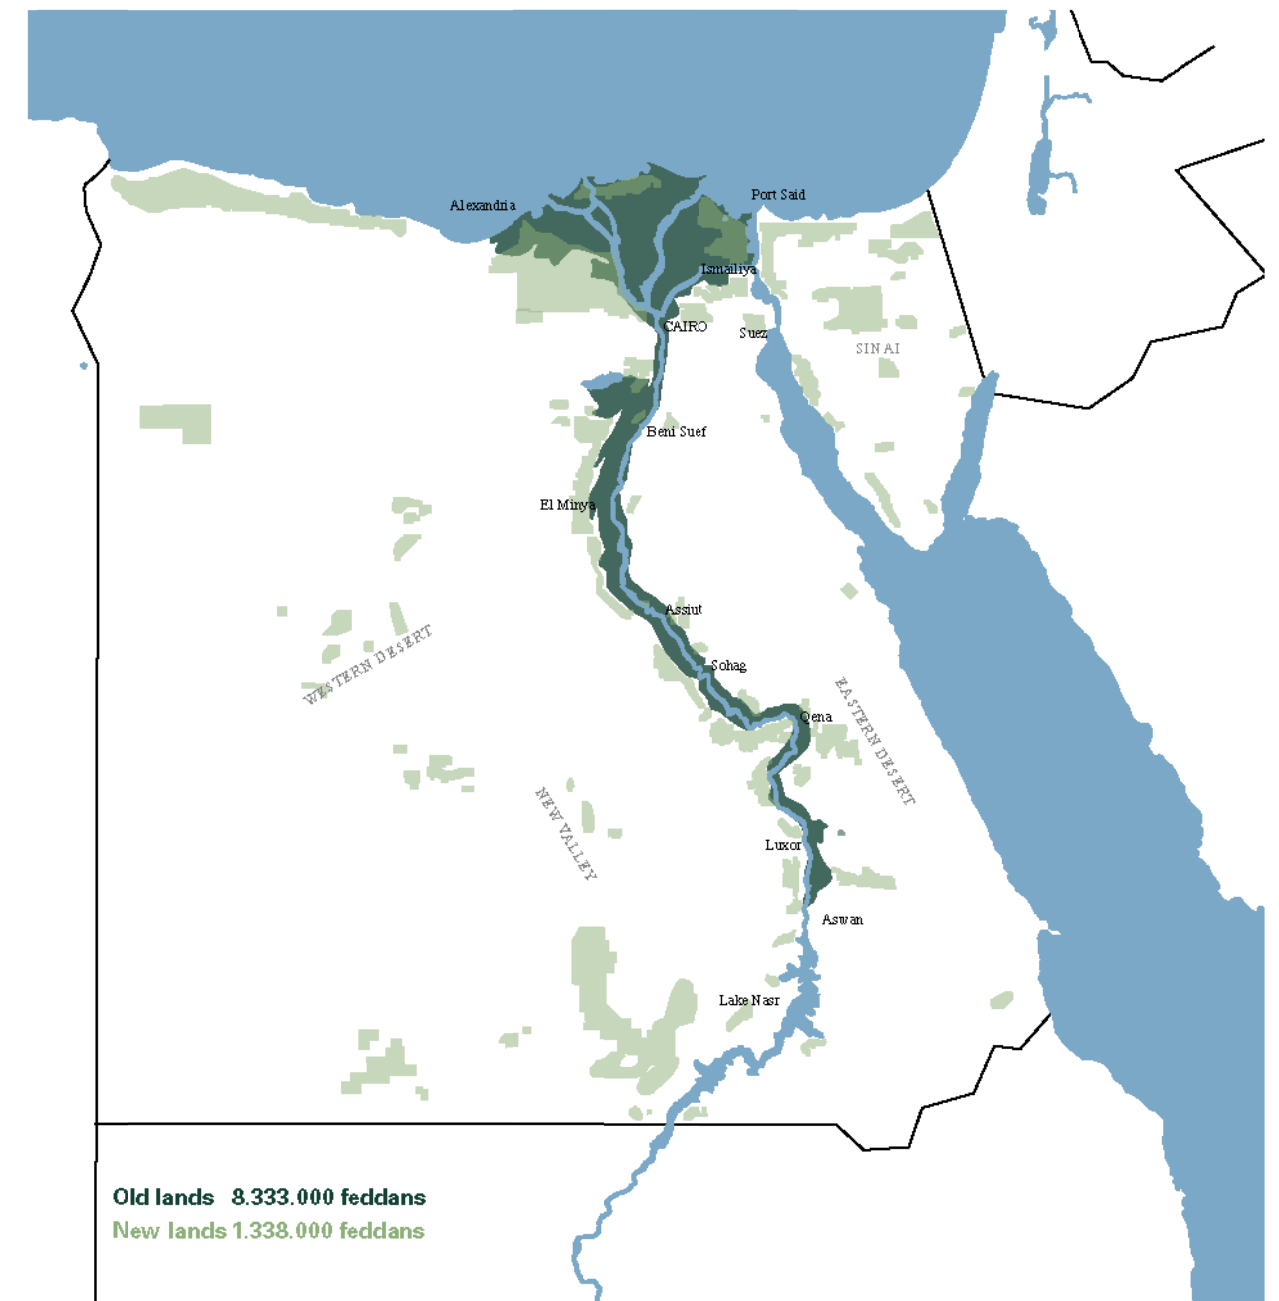 Alexandria
Port Said
Ismailiya
CAIRO
Suez
SINAI
Beni Suef
El Minya
Assiut
WESTERN DESERT
Sohag
EASTERN DESERT
Qena
NEW VALLEY
Luxor
Aswan
Lake Nasr
Old lands 8.333.000 feddans
New lands 1.338.000 feddans